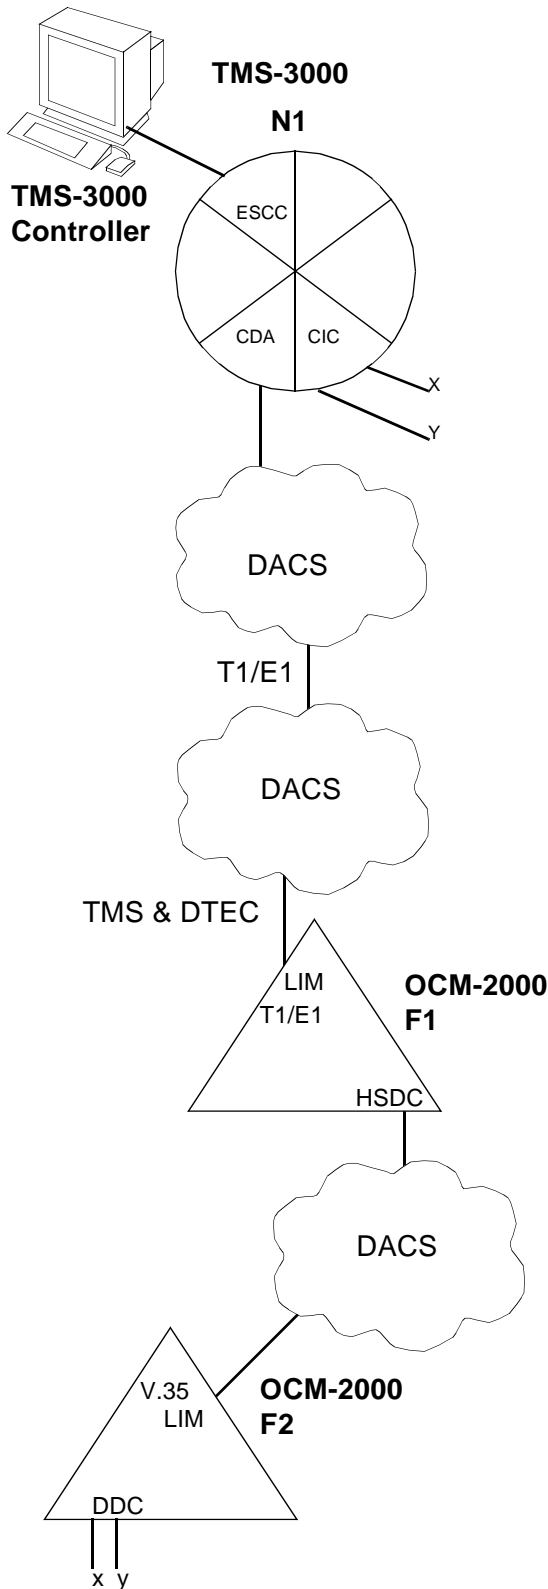 TMS-3000
N1
TMS-3000
Controller
ESCC
CDA
CIC
X
Y
DACS
T1/E1
DACS
TMS & DTEC
LIM
T1/E1
OCM-2000
F1
HSDC
DACS
V.35
LIM
OCM-2000
F2
DDC
x y